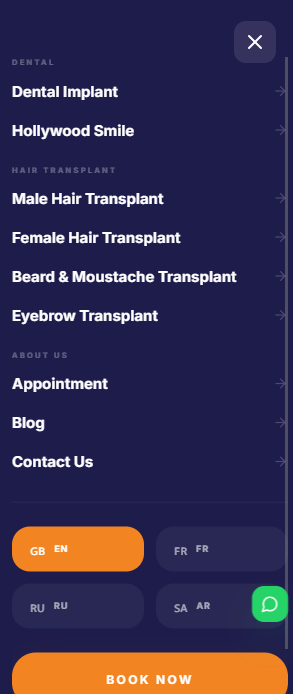 DENTAL
Dental Implant
Hollywood Smile
HAIR TRANSPLANT
Male Hair Transplant
Female Hair Transplant
Beard & Moustache Transplant
Eyebrow Transplant
ABOUT US
Appointment
Blog
Contact Us
GB EN
FR FR
RU RU
SA AR
BOOK NOW